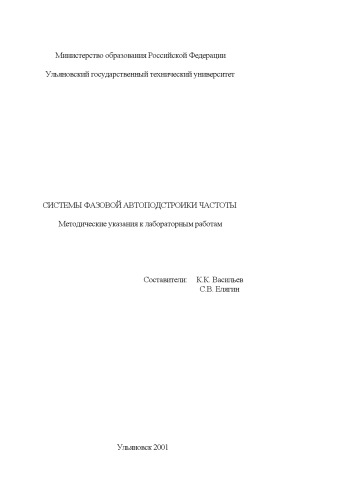 Министерство образования Российской Федерации
Ульяновский государственный технический университет
СИСТЕМЫ ФАЗОВОЙ АВТОПОДСТРОЙКИ ЧАСТОТЫ
Методические указания к лабораторным работам
Составители: К.К. Васильев
С.В. Елягин
Ульяновск 2001